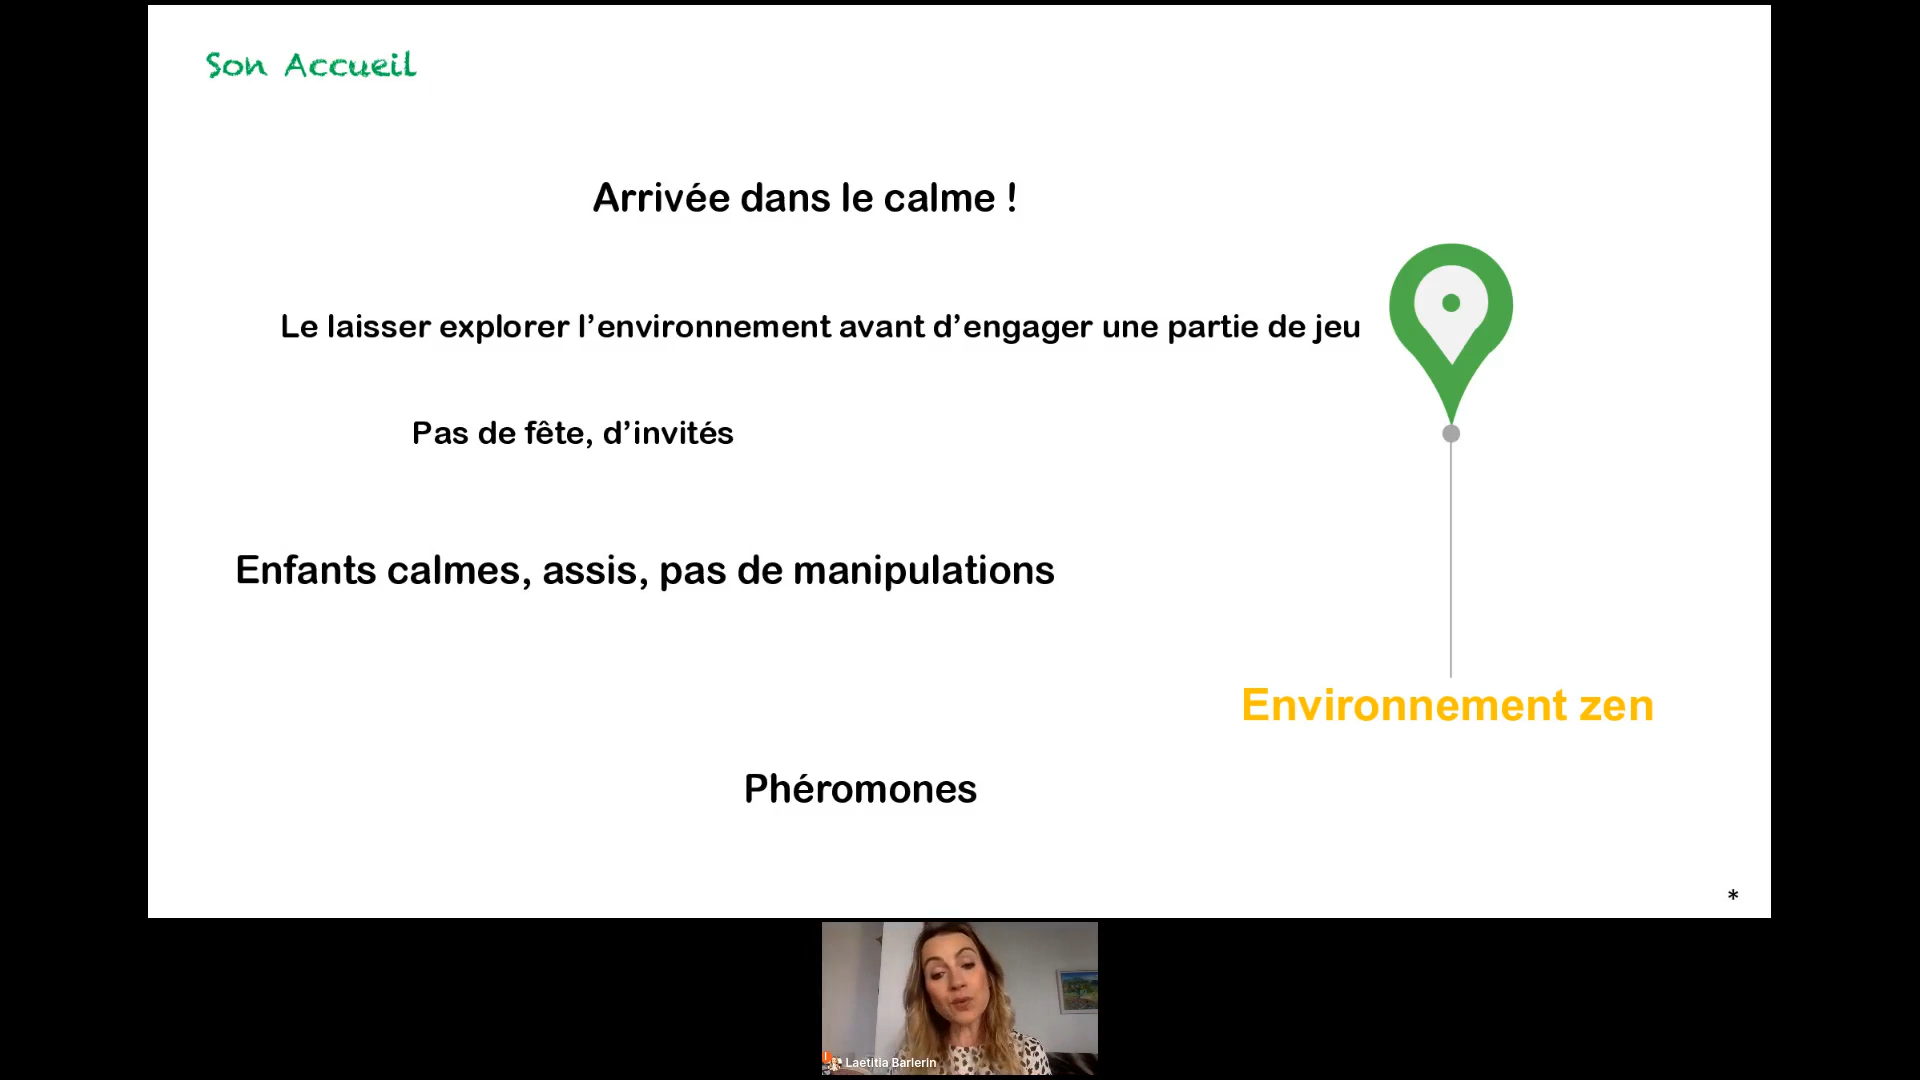 Son Accueil
Arrivée dans le calme !
Le laisser explorer l’environnement avant d’engager une partie de jeu
Pas de fête, d’invités
Enfants calmes, assis, pas de manipulations
Environnement zen
Phéromones
*
Laetitia Barlerin